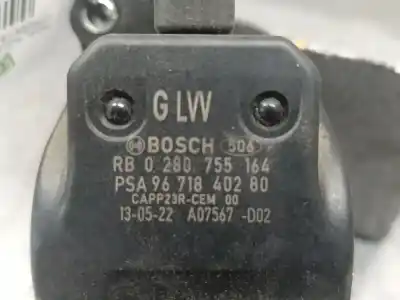 GLW
BOSCH 506
RB 0 280 755 164
PSA 96 718 402 80
CAPP23R-CEM 00
13-05-22 A07567 -D02